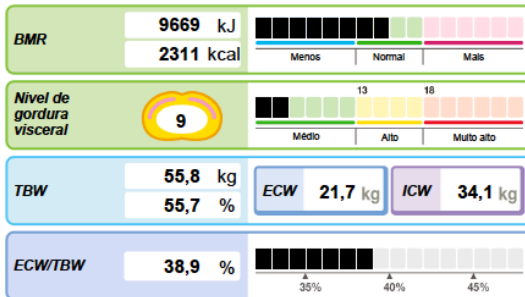 BMR
9669 kJ
2311 kcal
Menos Normal Mais
Nivel de
gordura
visceral
9
13 18
Médio Alto Muito alto
TBW
55,8 kg
55,7 %
ECW 21,7 kg
ICW 34,1 kg
ECW/TBW
38,9 %
35% 40% 45%